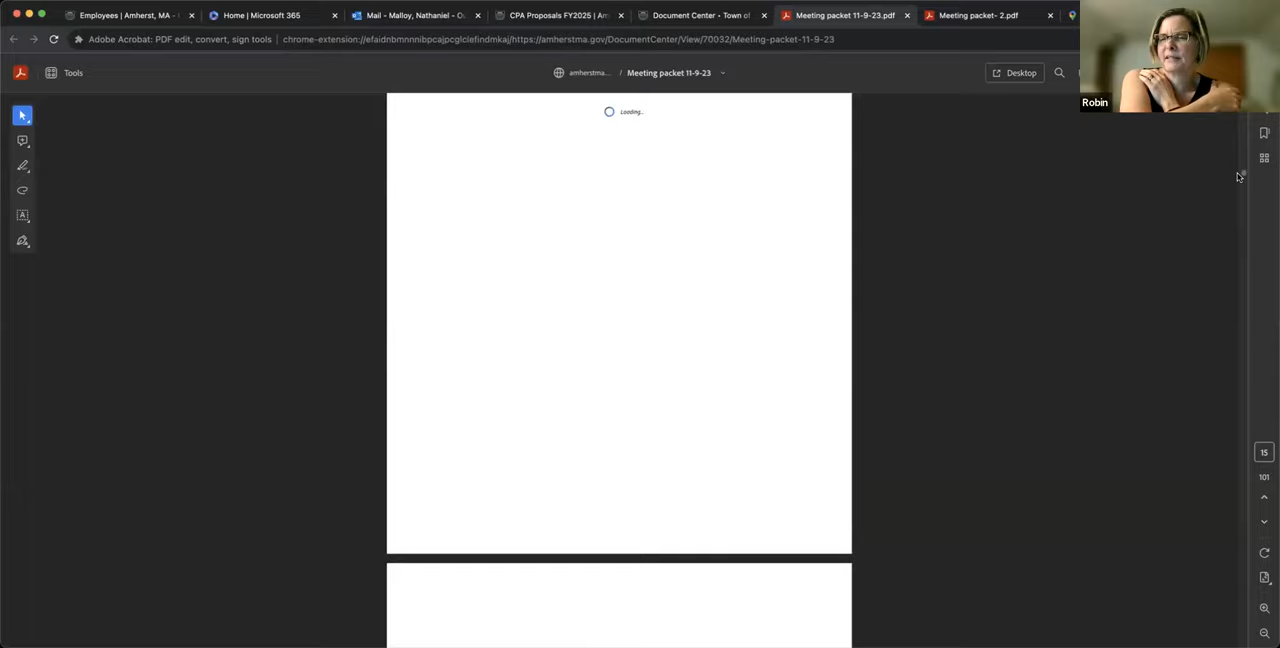 Employees | Amherst, MA -
Home | Microsoft 365
Mail - Malloy, Nathaniel - O
CPA Proposals FY2025 | Am
Document Center • Town of
Meeting packet 11-9-23.pdf
Meeting packet- 2.pdf
Adobe Acrobat: PDF edit, convert, sign tools
chrome-extension://efaidnbmnnnibpcajpcglclefindmkaj/https://amherstma.gov/DocumentCenter/View/70032/Meeting-packet-11-9-23
Tools
amherstma... / Meeting packet 11-9-23
Desktop
Robin
Loading..
15
101